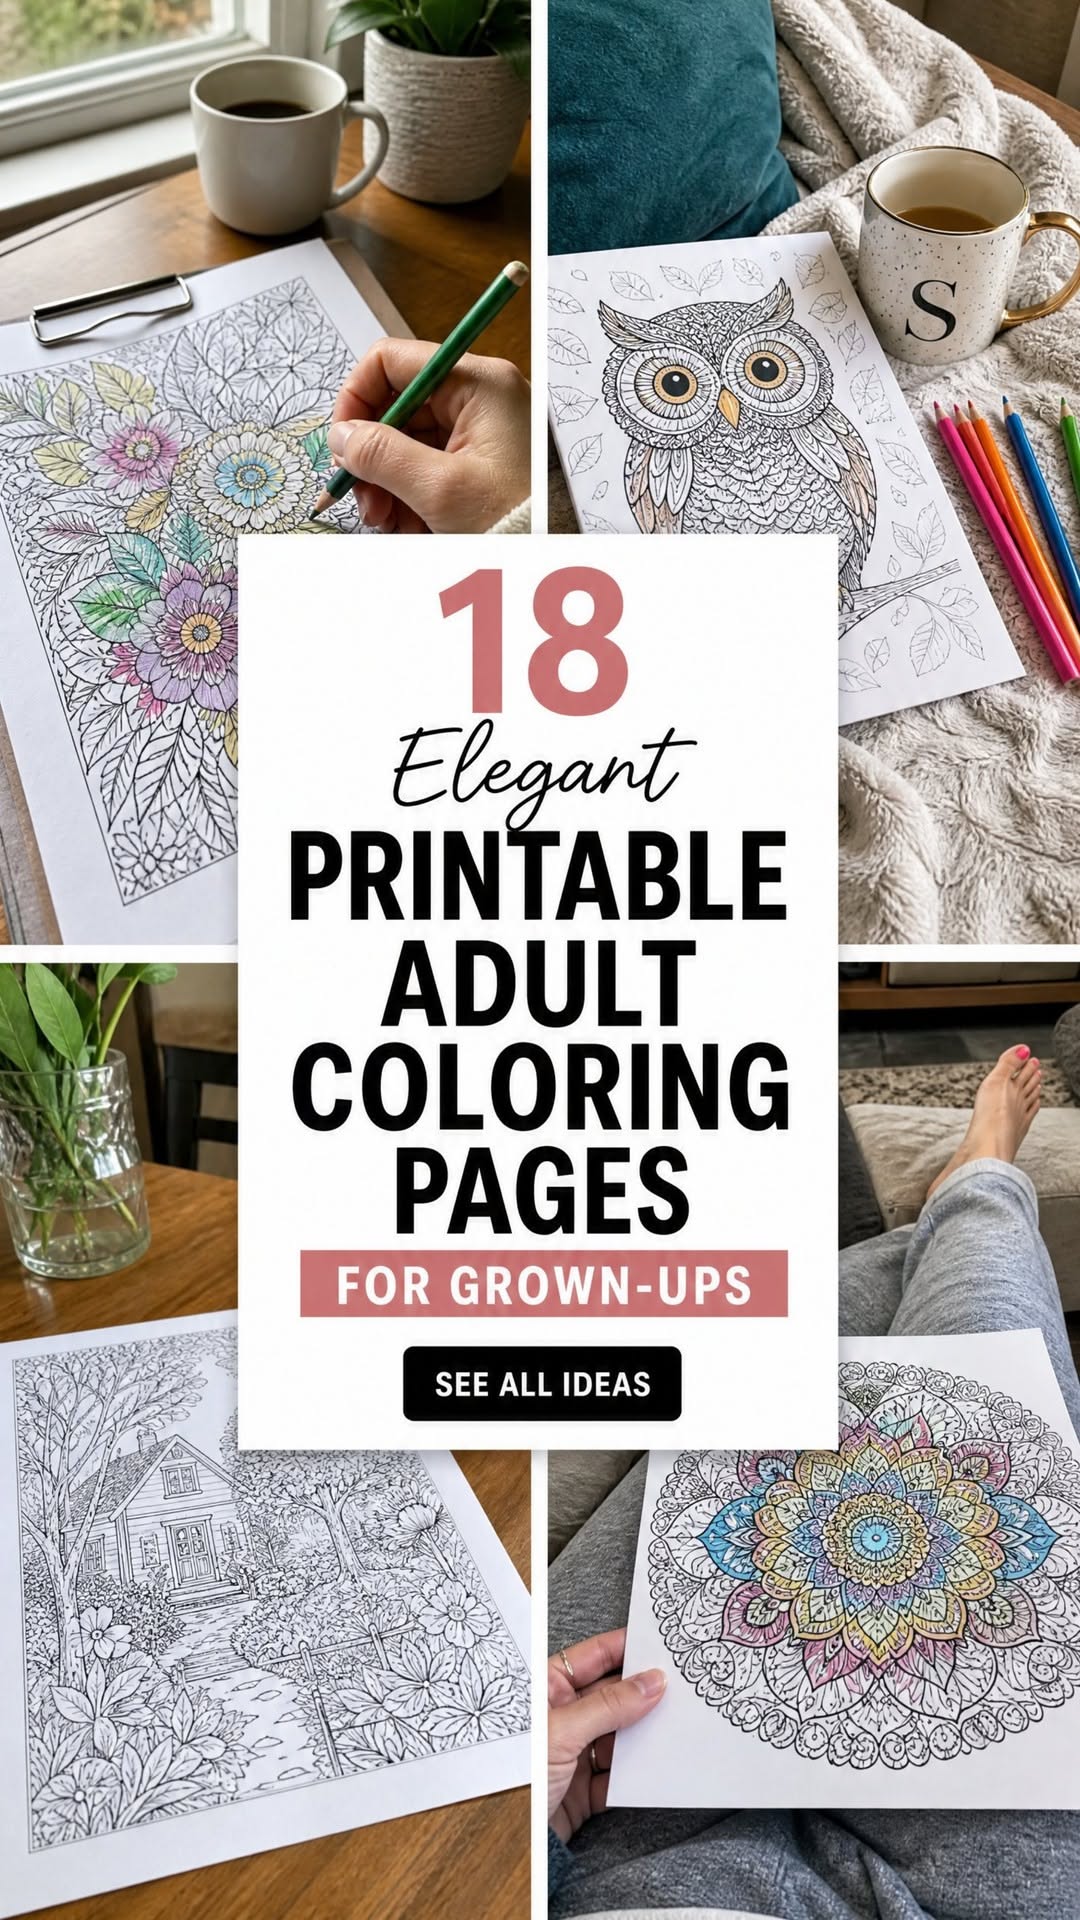 S
18
Elegant
PRINTABLE
ADULT
COLORING
PAGES
FOR GROWN-UPS
SEE ALL IDEAS